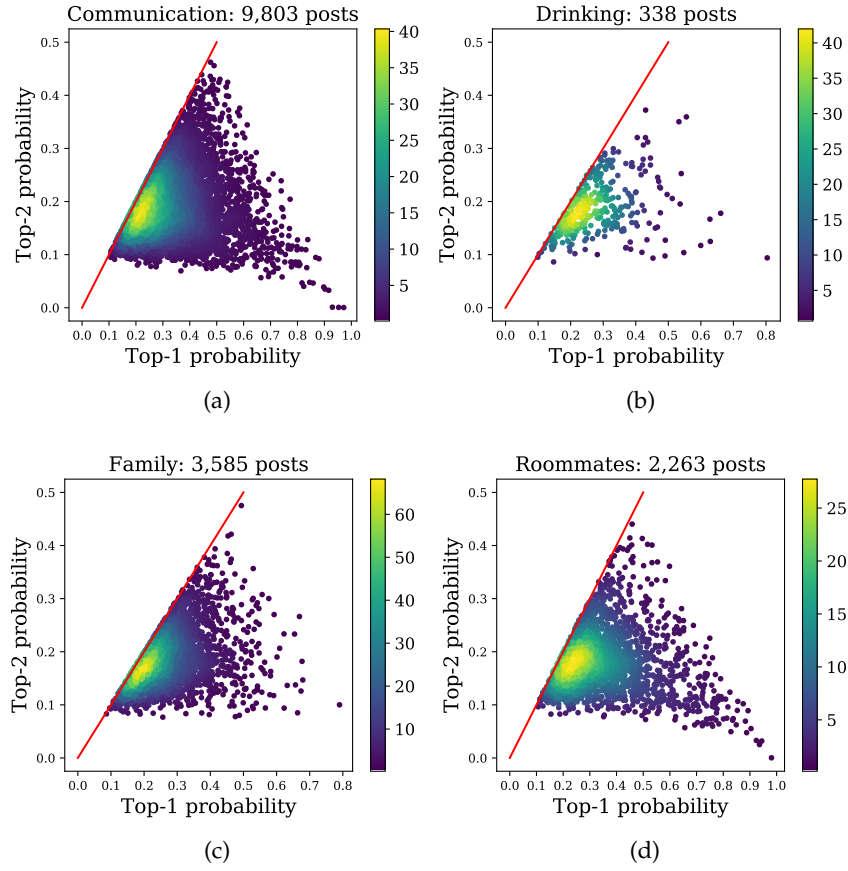 Communication: 9,803 posts
0.5
0.4
0.3
0.2
0.1
0.0
Top-2 probability
0.0 0.1 0.2 0.3 0.4 0.5 0.6 0.7 0.8 0.9 1.0
Top-1 probability
40
35
30
25
20
15
10
5
(a)
Drinking: 338 posts
0.5
0.4
0.3
0.2
0.1
0.0
Top-2 probability
0.0 0.1 0.2 0.3 0.4 0.5 0.6 0.7 0.8
Top-1 probability
40
35
30
25
20
15
10
5
(b)
Family: 3,585 posts
0.5
0.4
0.3
0.2
0.1
0.0
Top-2 probability
0.0 0.1 0.2 0.3 0.4 0.5 0.6 0.7 0.8
Top-1 probability
60
50
40
30
20
10
(c)
Roommates: 2,263 posts
0.5
0.4
0.3
0.2
0.1
0.0
Top-2 probability
0.0 0.1 0.2 0.3 0.4 0.5 0.6 0.7 0.8 0.9 1.0
Top-1 probability
25
20
15
10
5
(d)